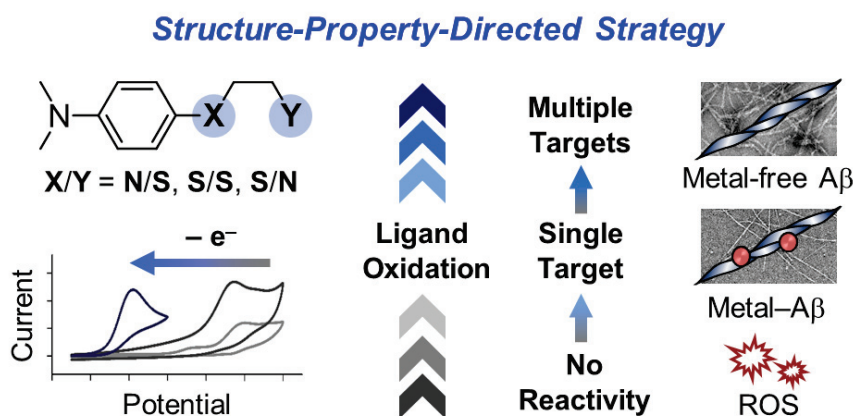 Structure-Property-Directed Strategy
N
X
Y
X/Y = N/S, S/S, S/N
– e⁻
Current
Potential
Ligand
Oxidation
Multiple
Targets
Single
Target
No
Reactivity
Metal-free Aβ
Metal–Aβ
ROS